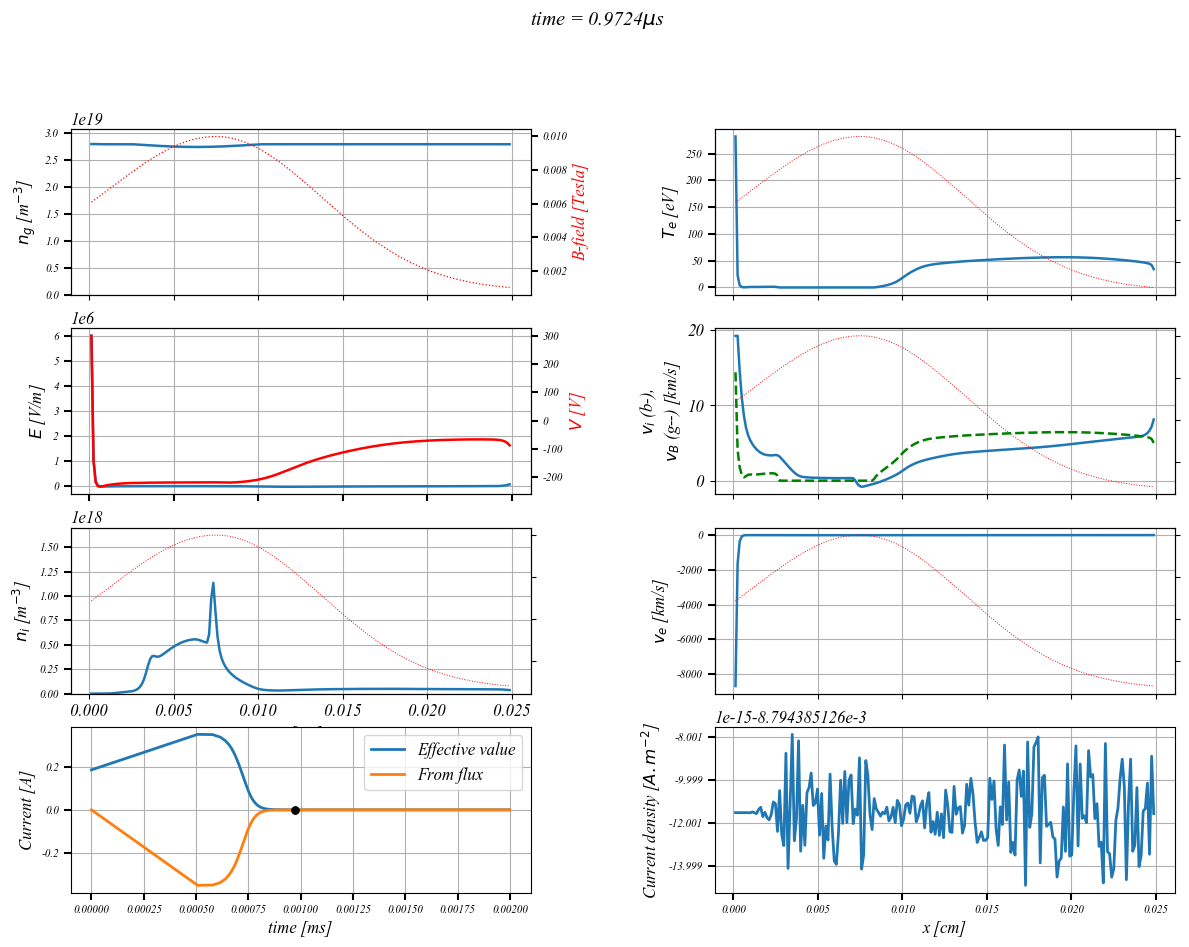 time = 0.9724μs
1e19
3.0
2.5
2.0
1.5
1.0
0.5
0.0
n_g [m⁻³]
0.010
0.008
0.006
0.004
0.002
B-field [Tesla]
250
200
150
100
50
0
T_e [eV]
1e6
6
5
4
3
2
1
0
E [V/m]
300
200
100
0
-100
-200
V [V]
20
10
0
v_i (b-),
v_B (g--) [km/s]
1e18
1.50
1.25
1.00
0.75
0.50
0.25
0.00
n_i [m⁻³]
0.000 0.005 0.010 0.015 0.020 0.025
0
-2000
-4000
-6000
-8000
v_e [km/s]
Effective value
From flux
0.2
0.0
-0.2
Current [A]
0.00000 0.00025 0.00050 0.00075 0.00100 0.00125 0.00150 0.00175 0.00200
time [ms]
1e-15-8.794385126e-3
-8.001
-9.999
-12.001
-13.999
Current density [A.m⁻²]
0.000 0.005 0.010 0.015 0.020 0.025
x [cm]